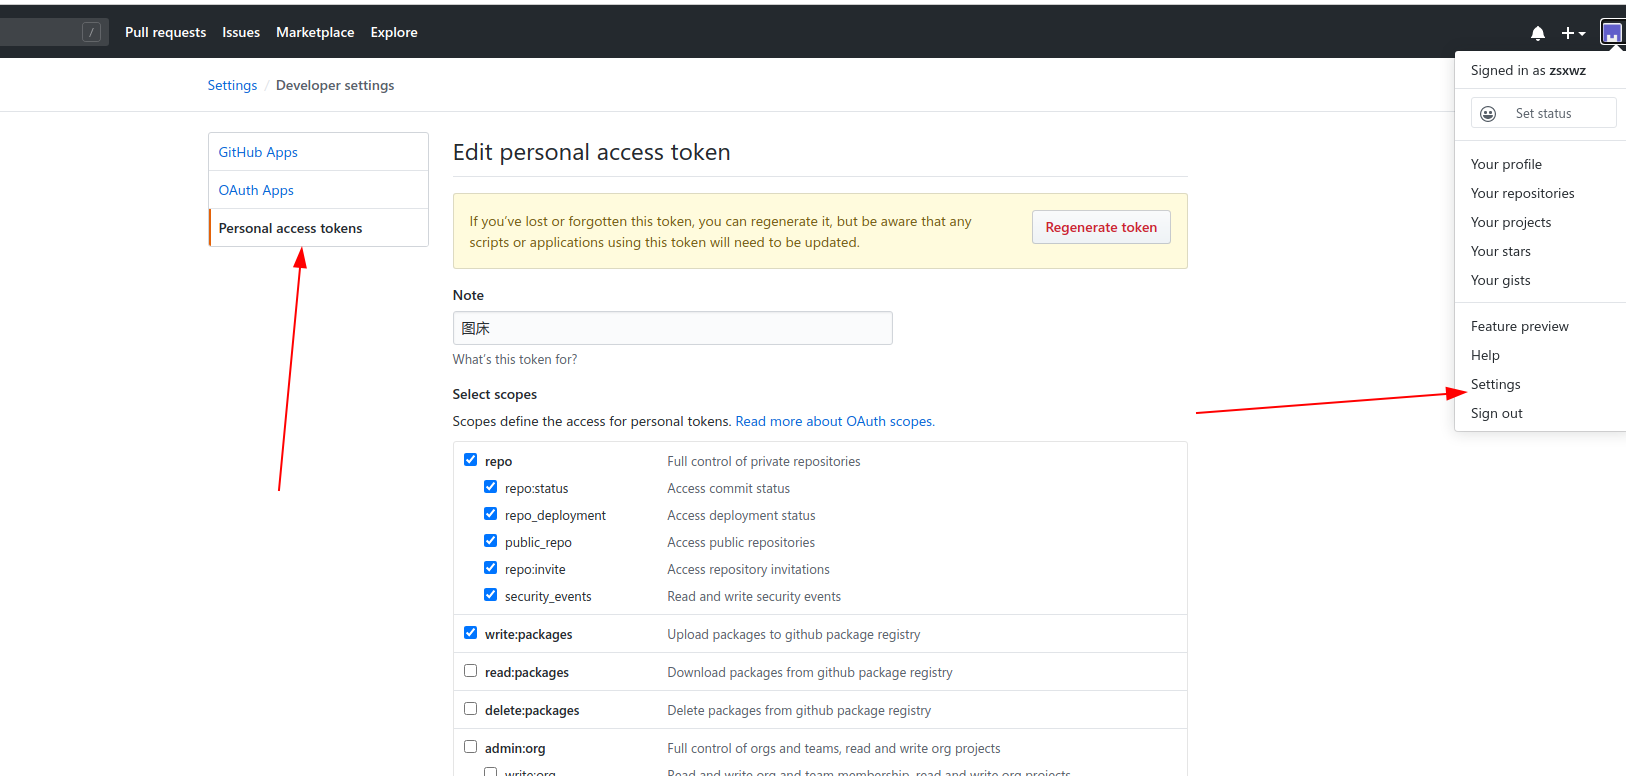 / Pull requests Issues Marketplace Explore
Signed in as zsxwz
Set status
Your profile
Your repositories
Your projects
Your stars
Your gists
Feature preview
Help
Settings
Sign out
Settings / Developer settings
GitHub Apps
OAuth Apps
Personal access tokens
Edit personal access token
If you’ve lost or forgotten this token, you can regenerate it, but be aware that any
scripts or applications using this token will need to be updated.
Regenerate token
Note
图床
What’s this token for?
Select scopes
Scopes define the access for personal tokens. Read more about OAuth scopes.
repo Full control of private repositories
repo:status Access commit status
repo_deployment Access deployment status
public_repo Access public repositories
repo:invite Access repository invitations
security_events Read and write security events
write:packages Upload packages to github package registry
read:packages Download packages from github package registry
delete:packages Delete packages from github package registry
admin:org Full control of orgs and teams, read and write org projects
write:org Read and write org and team membership, read and write org projects